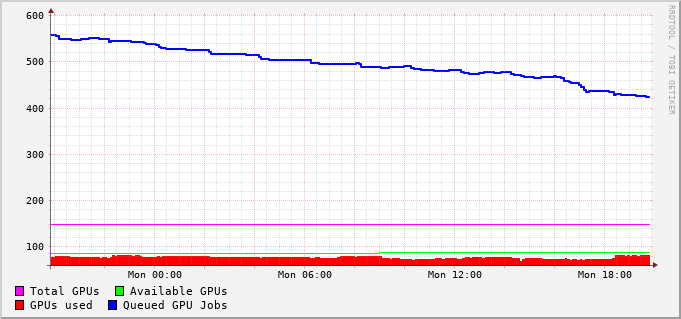 600
500
400
300
200
100
Mon 00:00 Mon 06:00 Mon 12:00 Mon 18:00
Total GPUs Available GPUs
GPUs used Queued GPU Jobs
RRDTOOL / TOBI OETIKER